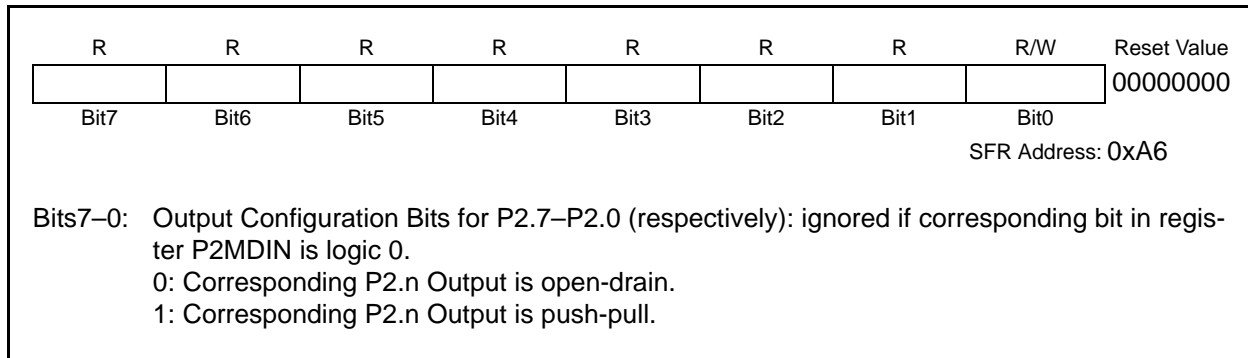 R R R R R R R R/W Reset Value
00000000
Bit7 Bit6 Bit5 Bit4 Bit3 Bit2 Bit1 Bit0
SFR Address: 0xA6
Bits7–0: Output Configuration Bits for P2.7–P2.0 (respectively): ignored if corresponding bit in regis-
ter P2MDIN is logic 0.
0: Corresponding P2.n Output is open-drain.
1: Corresponding P2.n Output is push-pull.